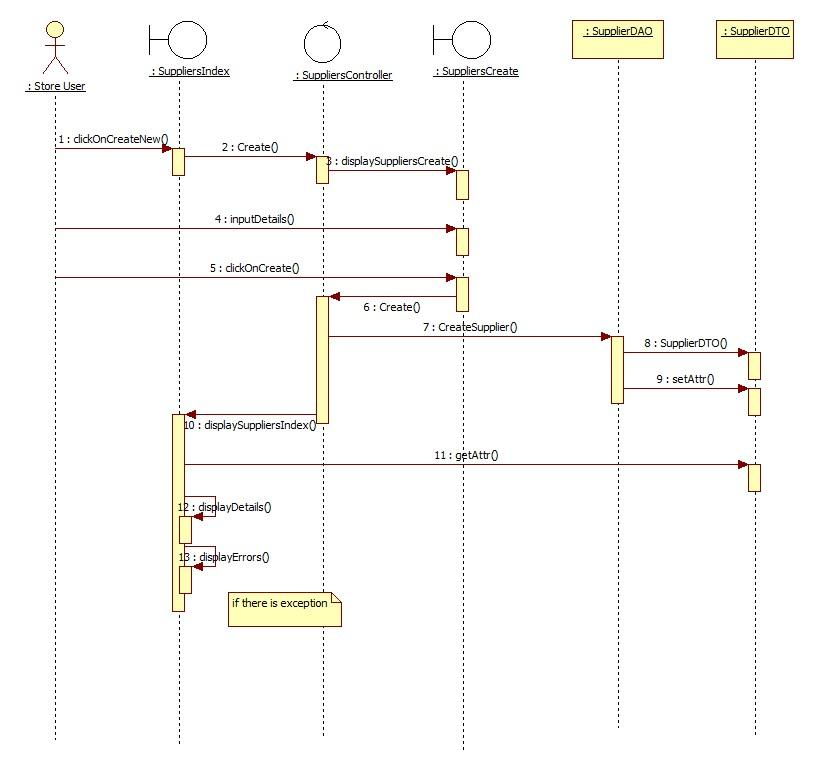 : Store User
: SuppliersIndex
: SuppliersController
: SuppliersCreate
: SupplierDAO
: SupplierDTO
1 : clickOnCreateNew()
2 : Create()
3 : displaySuppliersCreate()
4 : inputDetails()
5 : clickOnCreate()
6 : Create()
7 : CreateSupplier()
8 : SupplierDTO()
9 : setAttr()
10 : displaySuppliersIndex()
11 : getAttr()
12 : displayDetails()
13 : displayErrors()
if there is exception